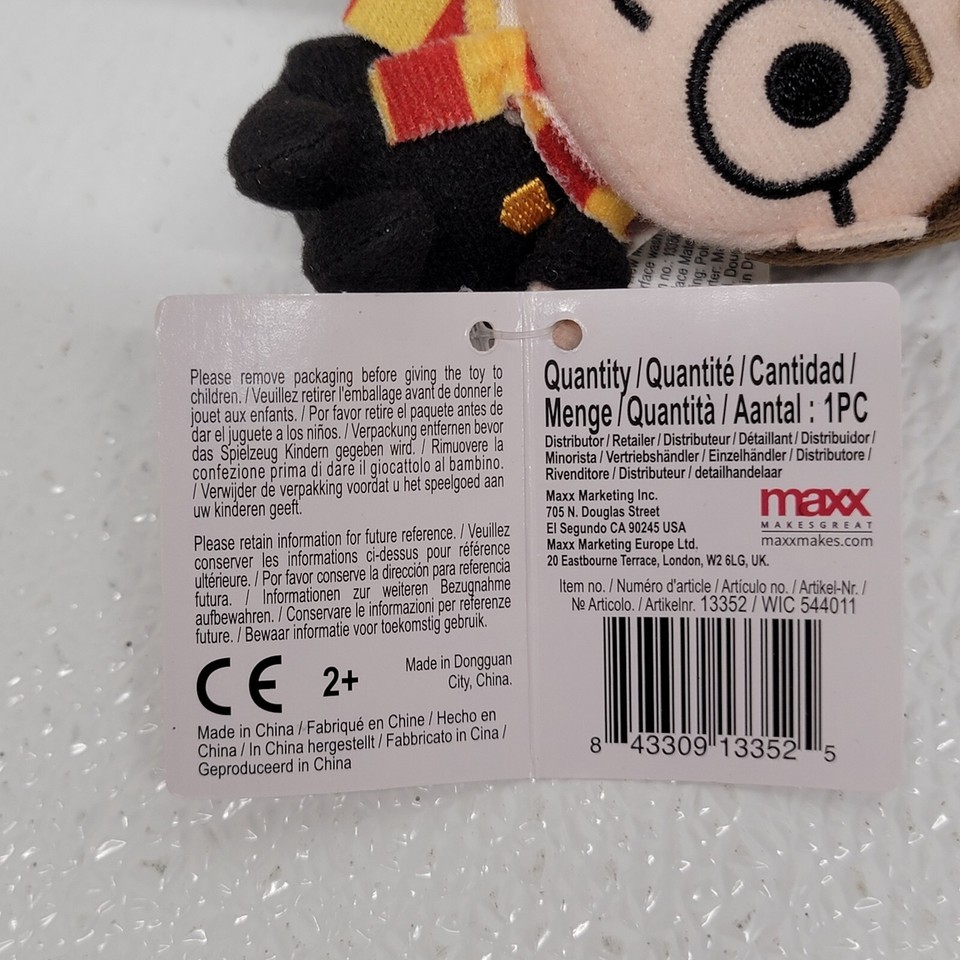 Please remove packaging before giving the toy to
children. / Veuillez retirer l'emballage avant de donner le
jouet aux enfants. / Por favor retire el paquete antes de
dar el juguete a los niños. / Verpackung entfernen bevor
das Spielzeug Kindern gegeben wird. / Rimuovere la
confezione prima di dare il giocattolo al bambino.
/ Verwijder de verpakking voordat u het speelgoed aan
uw kinderen geeft.
Please retain information for future reference. / Veuillez
conserver les informations ci-dessus pour référence
ultérieure. / Por favor conserve la dirección para referencia
futura. / Informationen zur weiteren Bezugnahme
aufbewahren. / Conservare le informazioni per referenze
future. / Bewaar informatie voor toekomstig gebruik.
CE 2+
Made in Dongguan
City, China.
Made in China / Fabriqué en Chine / Hecho en
China / In China hergestellt / Fabbricato in Cina /
Geproduceerd in China
Quantity / Quantité / Cantidad /
Menge / Quantità / Aantal : 1PC
Distributor / Retailer / Distributeur / Détaillant / Distribuidor /
Minorista / Vertriebshändler / Einzelhändler / Distributore /
Rivenditore / Distributeur / detailhandelaar
Maxx Marketing Inc.
705 N. Douglas Street
El Segundo CA 90245 USA
Maxx Marketing Europe Ltd.
20 Eastbourne Terrace, London, W2 6LG, UK.
maxx
MAKESGREAT
maxxmakes.com
Item no. / Numéro d'article / Artículo no. / Artikel-Nr. /
№ Articolo. / Artikelnr. 13352 / WIC 544011
8 43309 13352 5